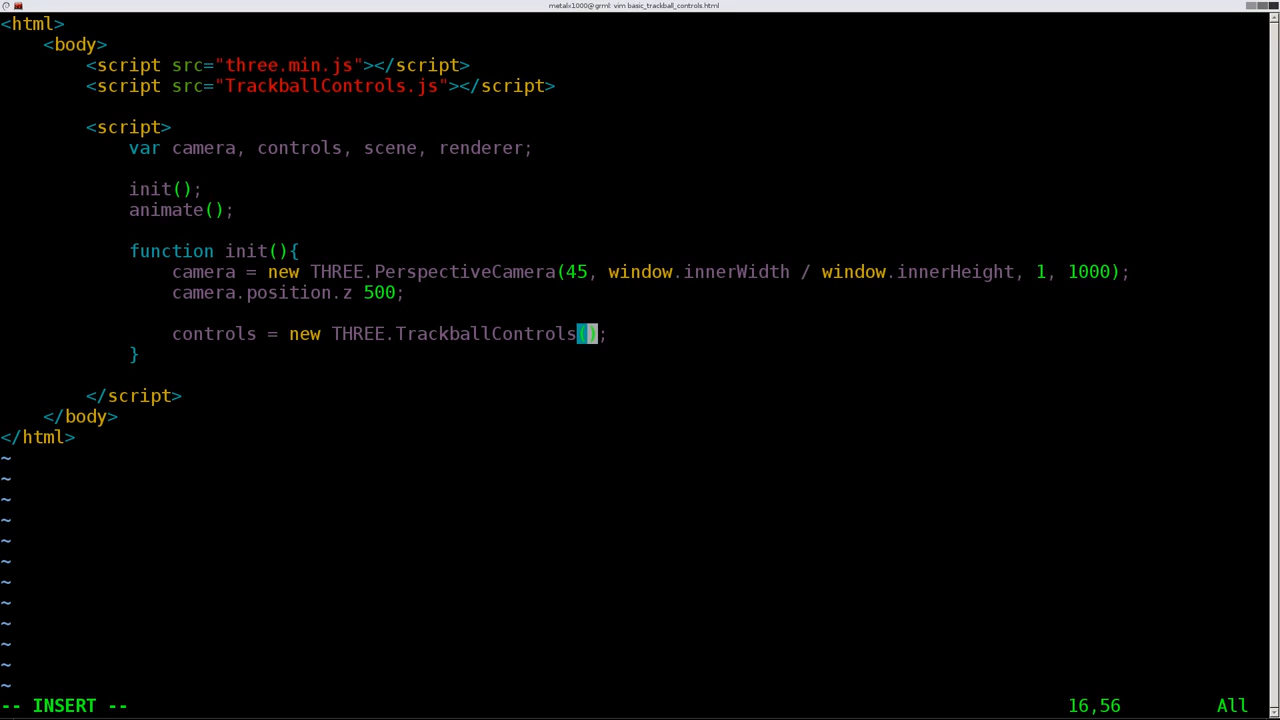 metalx1000@grml: vim basic_trackball_controls.html
<html>
<body>
<script src="three.min.js"></script>
<script src="TrackballControls.js"></script>
<script>
var camera, controls, scene, renderer;
init();
animate();
function init(){
camera = new THREE.PerspectiveCamera(45, window.innerWidth / window.innerHeight, 1, 1000);
camera.position.z 500;
controls = new THREE.TrackballControls();
}
</script>
</body>
</html>
~
~
~
~
~
~
~
~
~
~
~
~
-- INSERT -- 16,56 All